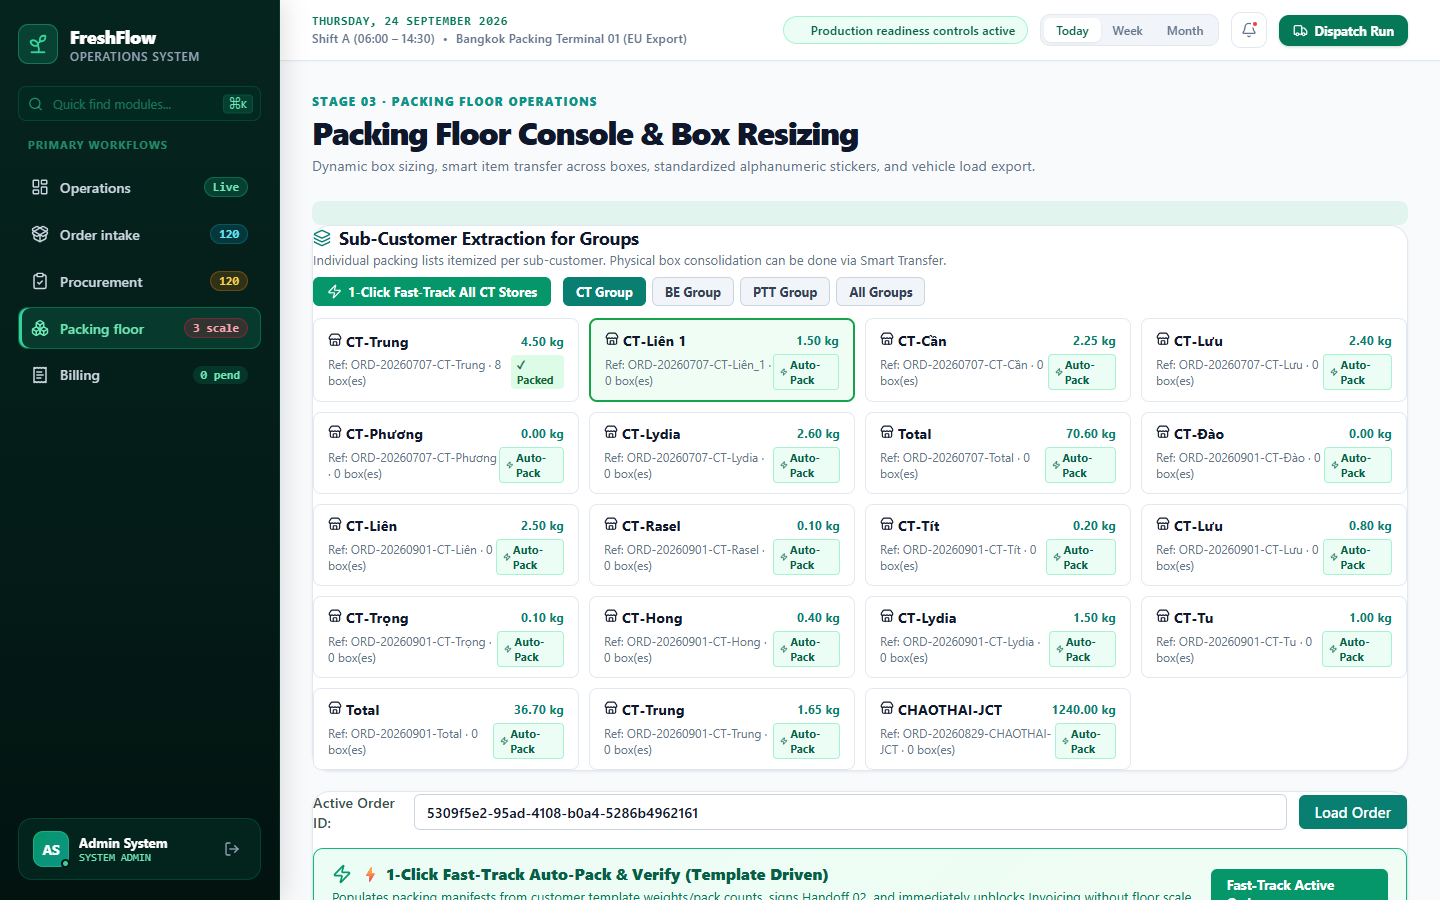 FreshFlow
OPERATIONS SYSTEM
Quick find modules...
⌘K
PRIMARY WORKFLOWS
Operations
Live
Order intake
120
Procurement
120
Packing floor
3 scale
Billing
0 pend
AS
Admin System
SYSTEM ADMIN
THURSDAY, 24 SEPTEMBER 2026
Shift A (06:00 – 14:30) • Bangkok Packing Terminal 01 (EU Export)
Production readiness controls active
Today
Week
Month
Dispatch Run
STAGE 03 · PACKING FLOOR OPERATIONS
Packing Floor Console & Box Resizing
Dynamic box sizing, smart item transfer across boxes, standardized alphanumeric stickers, and vehicle load export.
Sub-Customer Extraction for Groups
Individual packing lists itemized per sub-customer. Physical box consolidation can be done via Smart Transfer.
1-Click Fast-Track All CT Stores
CT Group
BE Group
PTT Group
All Groups
CT-Trung
4.50 kg
Ref: ORD-20260707-CT-Trung · 8
box(es)
✓
Packed
CT-Liên 1
1.50 kg
Ref: ORD-20260707-CT-Liên_1 ·
0 box(es)
Auto-
Pack
CT-Cần
2.25 kg
Ref: ORD-20260707-CT-Cần · 0
box(es)
Auto-
Pack
CT-Lưu
2.40 kg
Ref: ORD-20260707-CT-Lưu · 0
box(es)
Auto-
Pack
CT-Phương
0.00 kg
Ref: ORD-20260707-CT-Phương
· 0 box(es)
Auto-
Pack
CT-Lydia
2.60 kg
Ref: ORD-20260707-CT-Lydia ·
0 box(es)
Auto-
Pack
Total
70.60 kg
Ref: ORD-20260707-Total · 0
box(es)
Auto-
Pack
CT-Đào
0.00 kg
Ref: ORD-20260901-CT-Đào · 0
box(es)
Auto-
Pack
CT-Liên
2.50 kg
Ref: ORD-20260901-CT-Liên · 0
box(es)
Auto-
Pack
CT-Rasel
0.10 kg
Ref: ORD-20260901-CT-Rasel ·
0 box(es)
Auto-
Pack
CT-Tít
0.20 kg
Ref: ORD-20260901-CT-Tít · 0
box(es)
Auto-
Pack
CT-Lưu
0.80 kg
Ref: ORD-20260901-CT-Lưu · 0
box(es)
Auto-
Pack
CT-Trọng
0.10 kg
Ref: ORD-20260901-CT-Trọng ·
0 box(es)
Auto-
Pack
CT-Hong
0.40 kg
Ref: ORD-20260901-CT-Hong ·
0 box(es)
Auto-
Pack
CT-Lydia
1.50 kg
Ref: ORD-20260901-CT-Lydia ·
0 box(es)
Auto-
Pack
CT-Tu
1.00 kg
Ref: ORD-20260901-CT-Tu · 0
box(es)
Auto-
Pack
Total
36.70 kg
Ref: ORD-20260901-Total · 0
box(es)
Auto-
Pack
CT-Trung
1.65 kg
Ref: ORD-20260901-CT-Trung ·
0 box(es)
Auto-
Pack
CHAOTHAI-JCT
1240.00 kg
Ref: ORD-20260829-CHAOTHAI-
JCT · 0 box(es)
Auto-
Pack
Active Order
ID:
5309f5e2-95ad-4108-b0a4-5286b4962161
Load Order
1-Click Fast-Track Auto-Pack & Verify (Template Driven)
Populates packing manifests from customer template weights/pack counts, signs Handoff 02, and immediately unblocks Invoicing without floor scale
Fast-Track Active